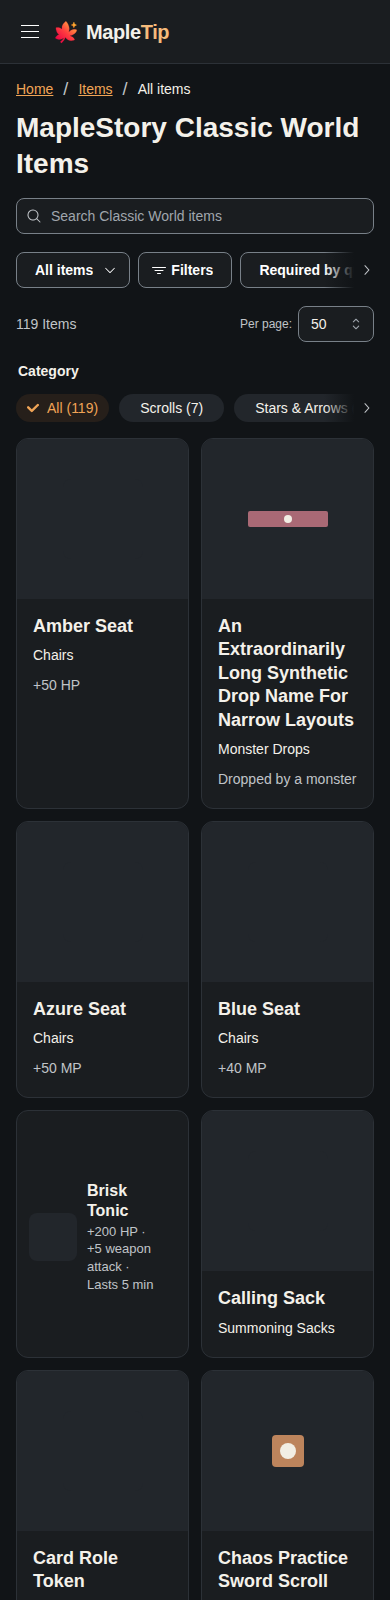 MapleTip
Home / Items / All items
MapleStory Classic World
Items
Search Classic World items
All items
Filters
Required by q
119 Items
Per page: 50
Category
All (119)
Scrolls (7)
Stars & Arrows
Amber Seat
Chairs
+50 HP
An
Extraordinarily
Long Synthetic
Drop Name For
Narrow Layouts
Monster Drops
Dropped by a monster
Azure Seat
Chairs
+50 MP
Blue Seat
Chairs
+40 MP
Brisk
Tonic
+200 HP ·
+5 weapon
attack ·
Lasts 5 min
Calling Sack
Summoning Sacks
Card Role
Token
Chaos Practice
Sword Scroll